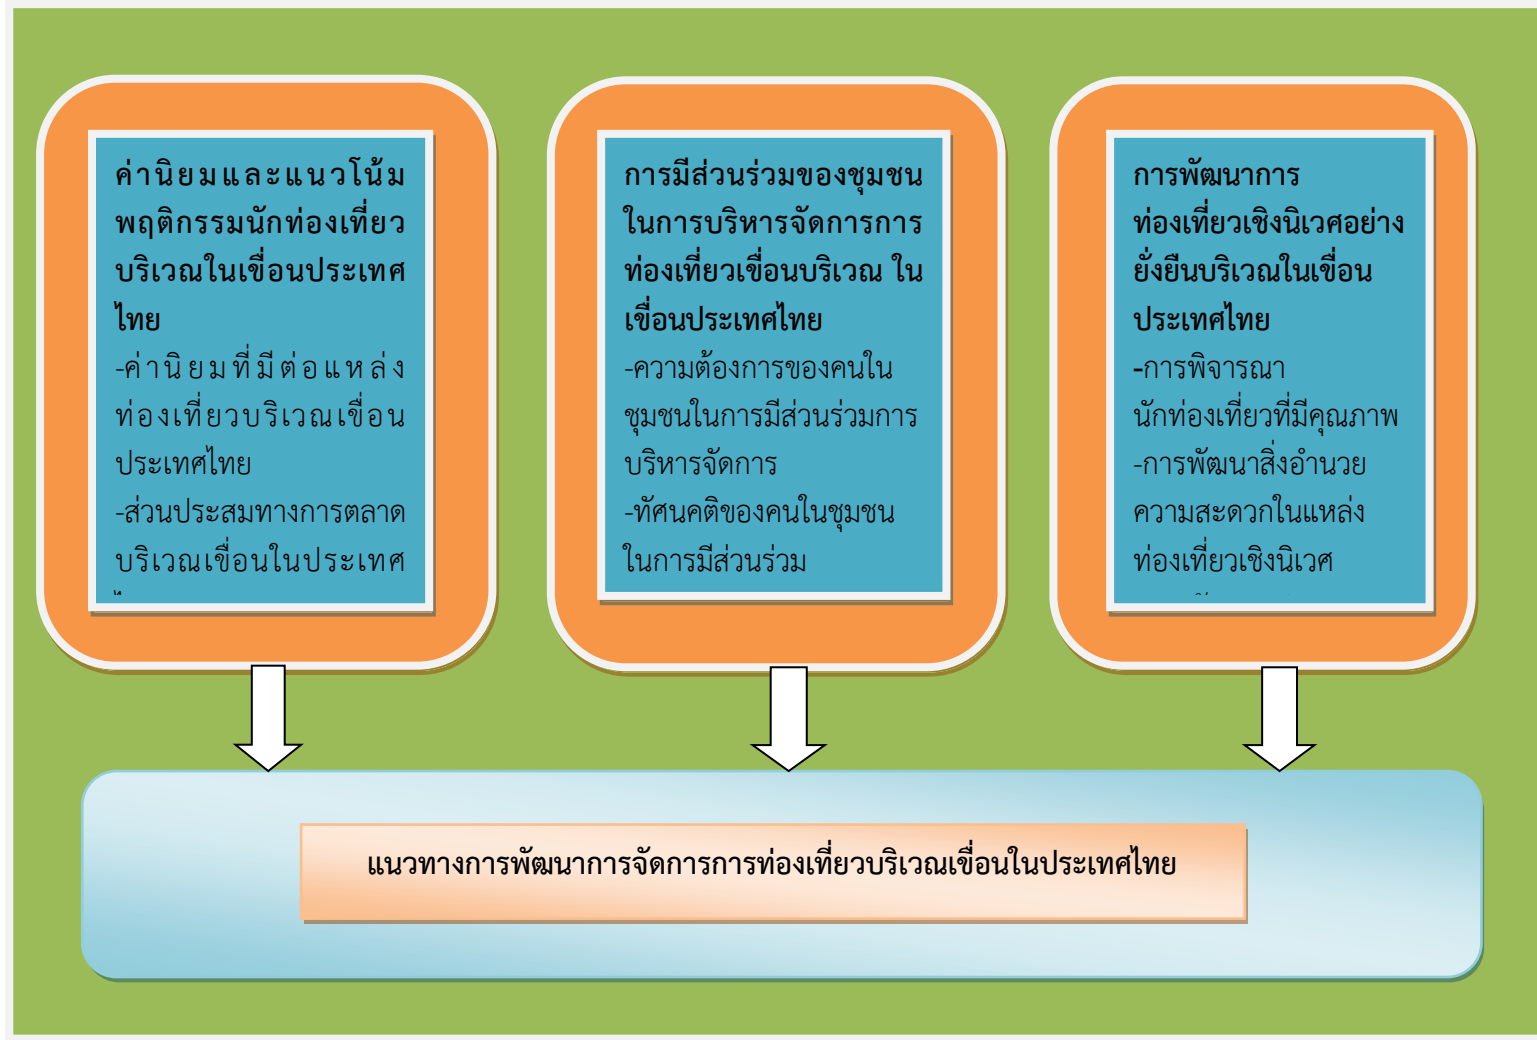 ค่านิยมและแนวโน้ม
พฤติกรรมนักท่องเที่ยว
บริเวณในเขื่อนประเทศ
ไทย
-ค่านิยมที่มีต่อแหล่ง
ท่องเที่ยวบริเวณเขื่อน
ประเทศไทย
-ส่วนประสมทางการตลาด
บริเวณเขื่อนในประเทศ
การมีส่วนร่วมของชุมชน
ในการบริหารจัดการการ
ท่องเที่ยวเขื่อนบริเวณ ใน
เขื่อนประเทศไทย
-ความต้องการของคนใน
ชุมชนในการมีส่วนร่วมการ
บริหารจัดการ
-ทัศนคติของคนในชุมชน
ในการมีส่วนร่วม
การพัฒนาการ
ท่องเที่ยวเชิงนิเวศอย่าง
ยั่งยืนบริเวณในเขื่อน
ประเทศไทย
-การพิจารณา
นักท่องเที่ยวที่มีคุณภาพ
-การพัฒนาสิ่งอำนวย
ความสะดวกในแหล่ง
ท่องเที่ยวเชิงนิเวศ
แนวทางการพัฒนาการจัดการการท่องเที่ยวบริเวณเขื่อนในประเทศไทย